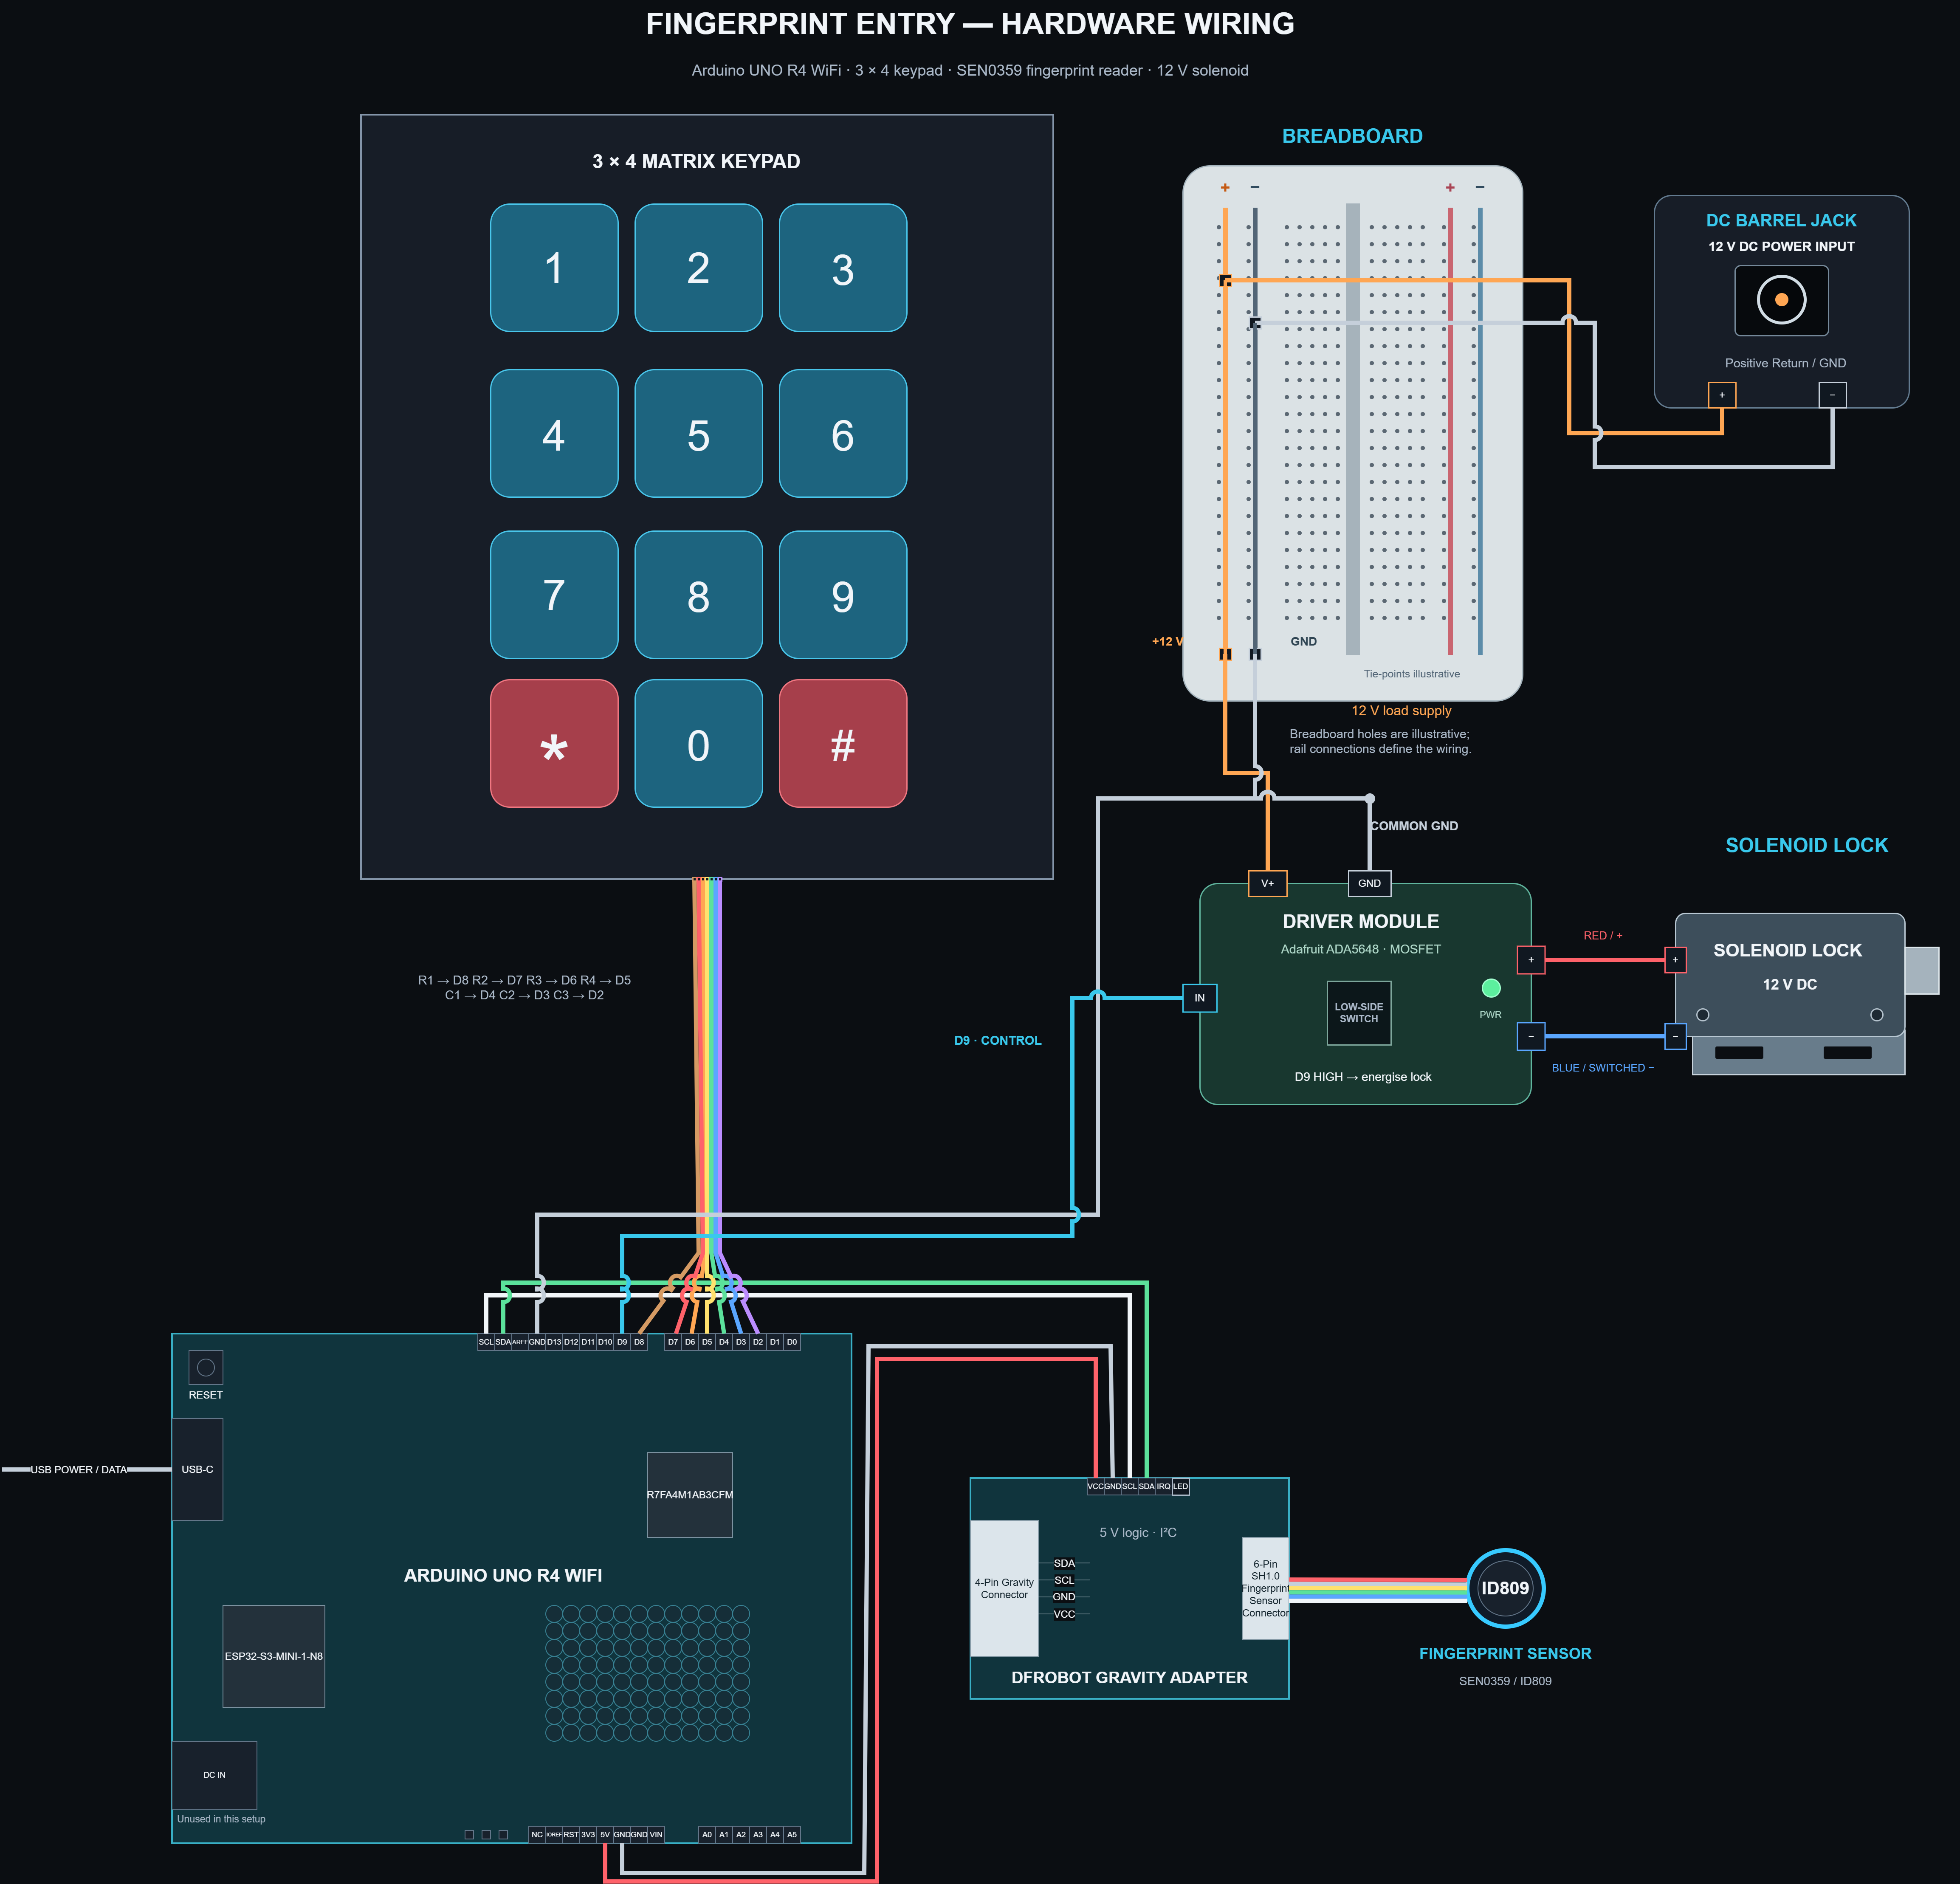 FINGERPRINT ENTRY — HARDWARE WIRING
Arduino UNO R4 WiFi · 3 × 4 keypad · SEN0359 fingerprint reader · 12 V solenoid
3 × 4 MATRIX KEYPAD
1 2 3
4 5 6
7 8 9
* 0 #
BREADBOARD
+ − + −
+12 V
GND
Tie-points illustrative
12 V load supply
Breadboard holes are illustrative;
rail connections define the wiring.
DC BARREL JACK
12 V DC POWER INPUT
Positive Return / GND
+ −
COMMON GND
V+ GND
DRIVER MODULE
Adafruit ADA5648 · MOSFET
IN
LOW-SIDE
SWITCH
PWR
D9 HIGH → energise lock
+
−
RED / +
BLUE / SWITCHED −
SOLENOID LOCK
SOLENOID LOCK
12 V DC
+
−
R1 → D8 R2 → D7 R3 → D6 R4 → D5
C1 → D4 C2 → D3 C3 → D2
D9 · CONTROL
SCL SDA AREF GND D13 D12 D11 D10 D9 D8 D7 D6 D5 D4 D3 D2 D1 D0
RESET
USB POWER / DATA
USB-C
R7FA4M1AB3CFM
ARDUINO UNO R4 WIFI
ESP32-S3-MINI-1-N8
DC IN
Unused in this setup
NC IOREF RST 3V3 5V GND GND VIN A0 A1 A2 A3 A4 A5
VCC GND SCL SDA IRQ LED
5 V logic · I²C
4-Pin Gravity
Connector
SDA
SCL
GND
VCC
6-Pin
SH1.0
Fingerprint
Sensor
Connector
DFROBOT GRAVITY ADAPTER
ID809
FINGERPRINT SENSOR
SEN0359 / ID809